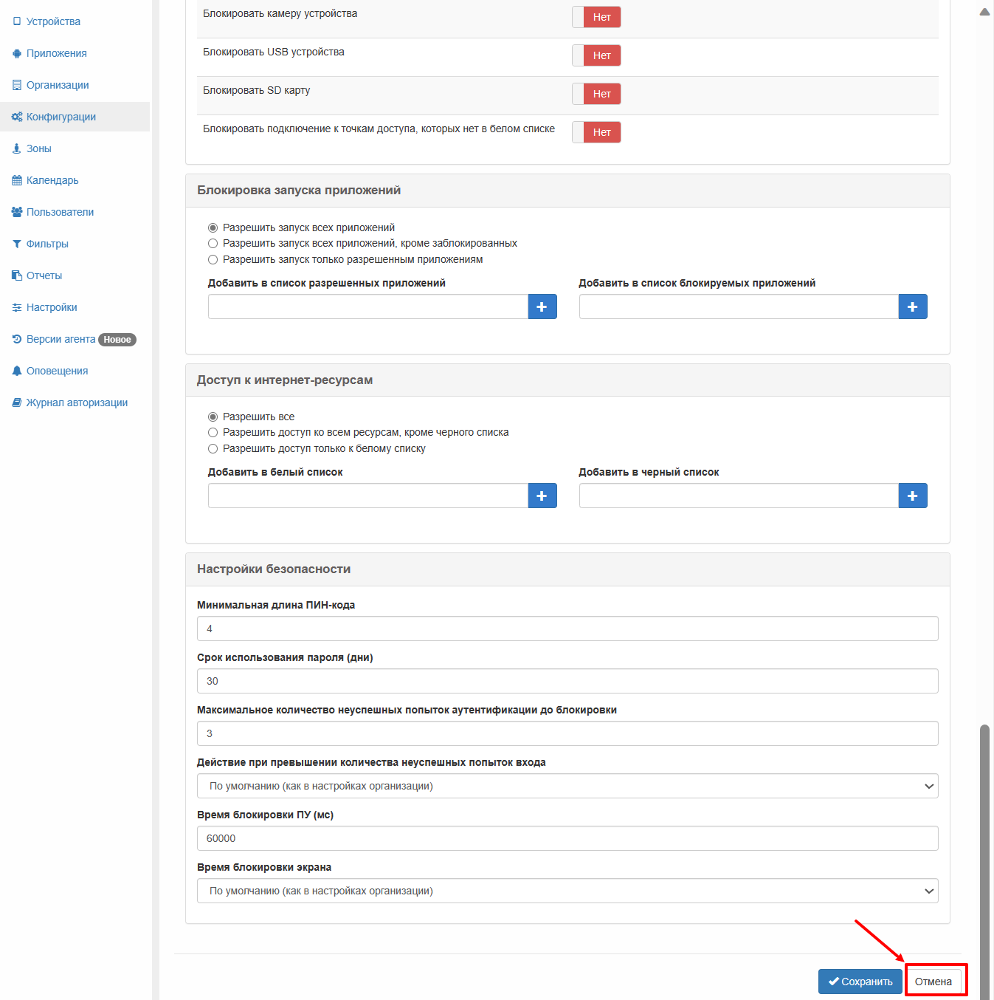 Устройства
Приложения
Организации
Конфигурации
Зоны
Календарь
Пользователи
Фильтры
Отчеты
Настройки
Версии агента Новое
Оповещения
Журнал авторизации
Блокировать камеру устройства Нет
Блокировать USB устройства Нет
Блокировать SD карту Нет
Блокировать подключение к точкам доступа, которых нет в белом списке Нет
Блокировка запуска приложений
Разрешить запуск всех приложений
Разрешить запуск всех приложений, кроме заблокированных
Разрешить запуск только разрешенным приложениям
Добавить в список разрешенных приложений Добавить в список блокируемых приложений
Доступ к интернет-ресурсам
Разрешить все
Разрешить доступ ко всем ресурсам, кроме черного списка
Разрешить доступ только к белому списку
Добавить в белый список Добавить в черный список
Настройки безопасности
Минимальная длина ПИН-кода
4
Срок использования пароля (дни)
30
Максимальное количество неуспешных попыток аутентификации до блокировки
3
Действие при превышении количества неуспешных попыток входа
По умолчанию (как в настройках организации)
Время блокировки ПУ (мс)
60000
Время блокировки экрана
По умолчанию (как в настройках организации)
Сохранить Отмена